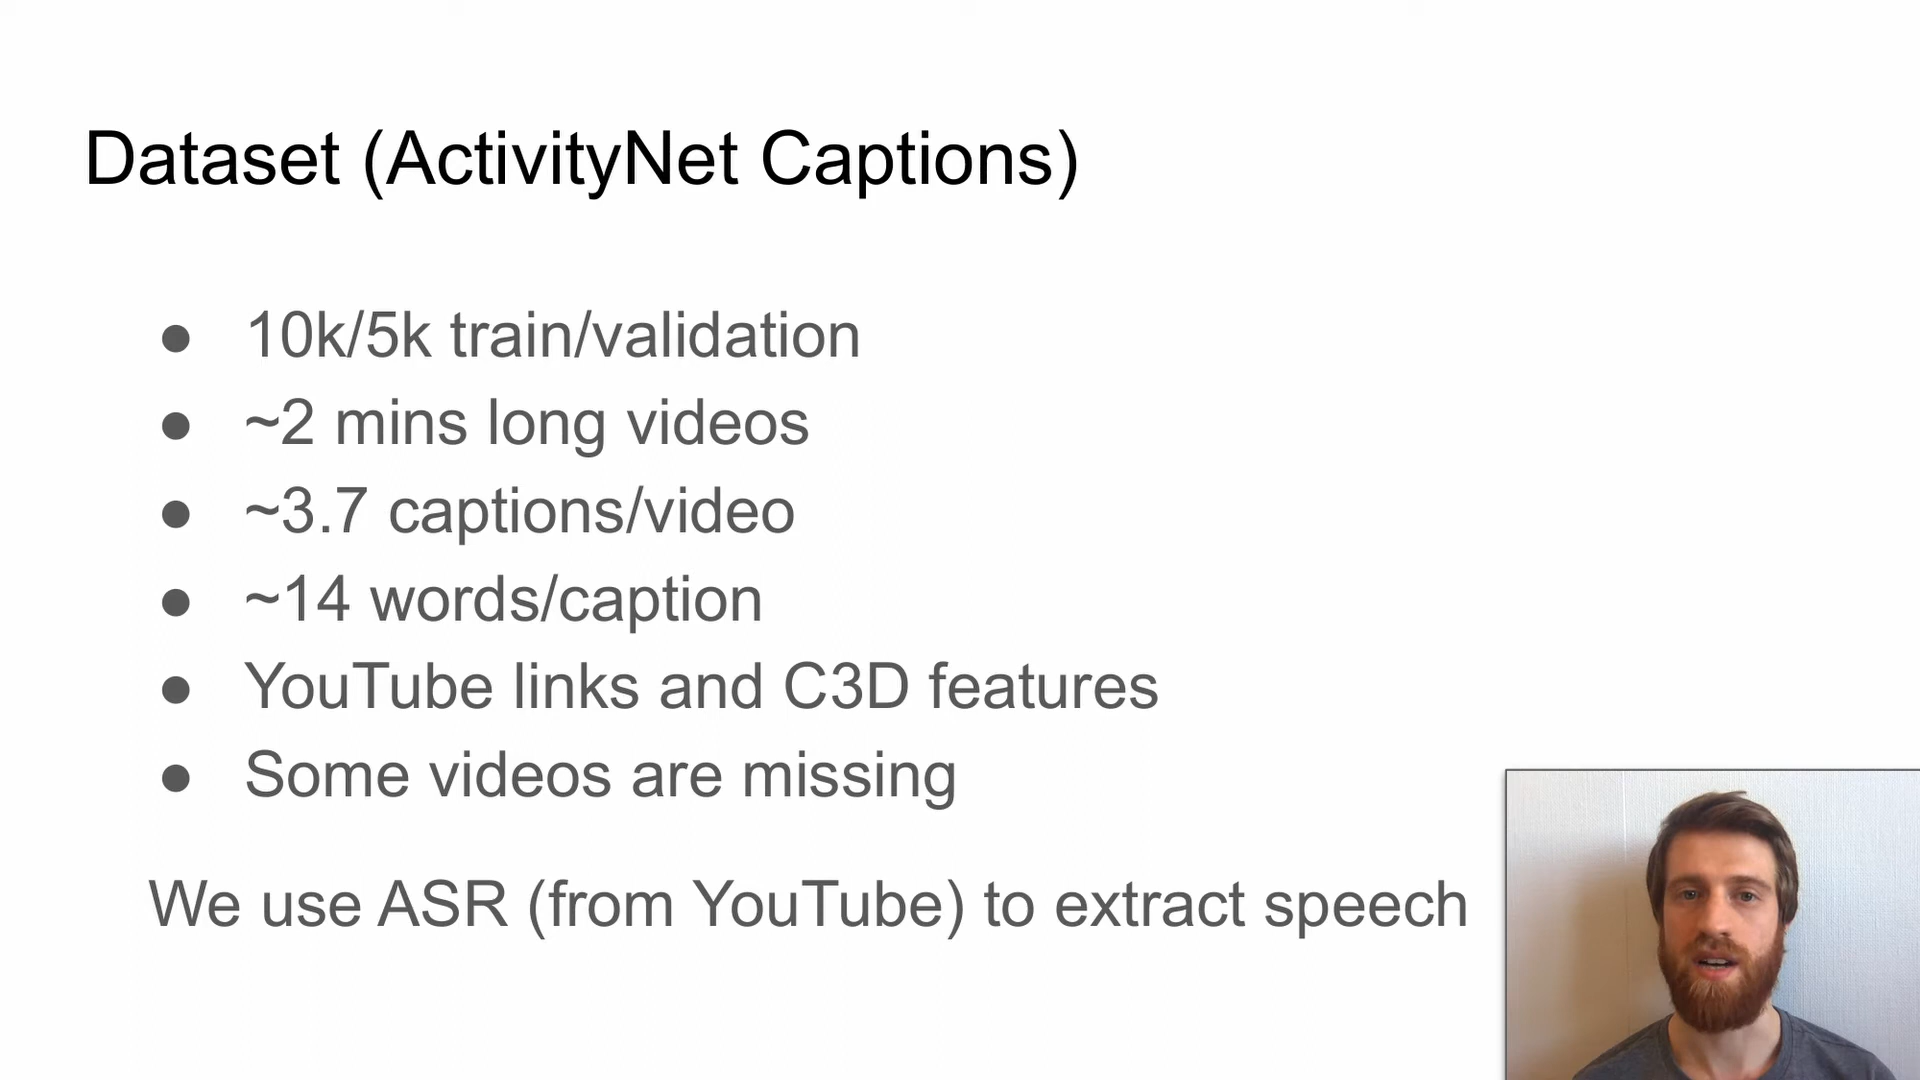 Dataset (ActivityNet Captions)
● 10k/5k train/validation
● ~2 mins long videos
● ~3.7 captions/video
● ~14 words/caption
● YouTube links and C3D features
● Some videos are missing
We use ASR (from YouTube) to extract speech